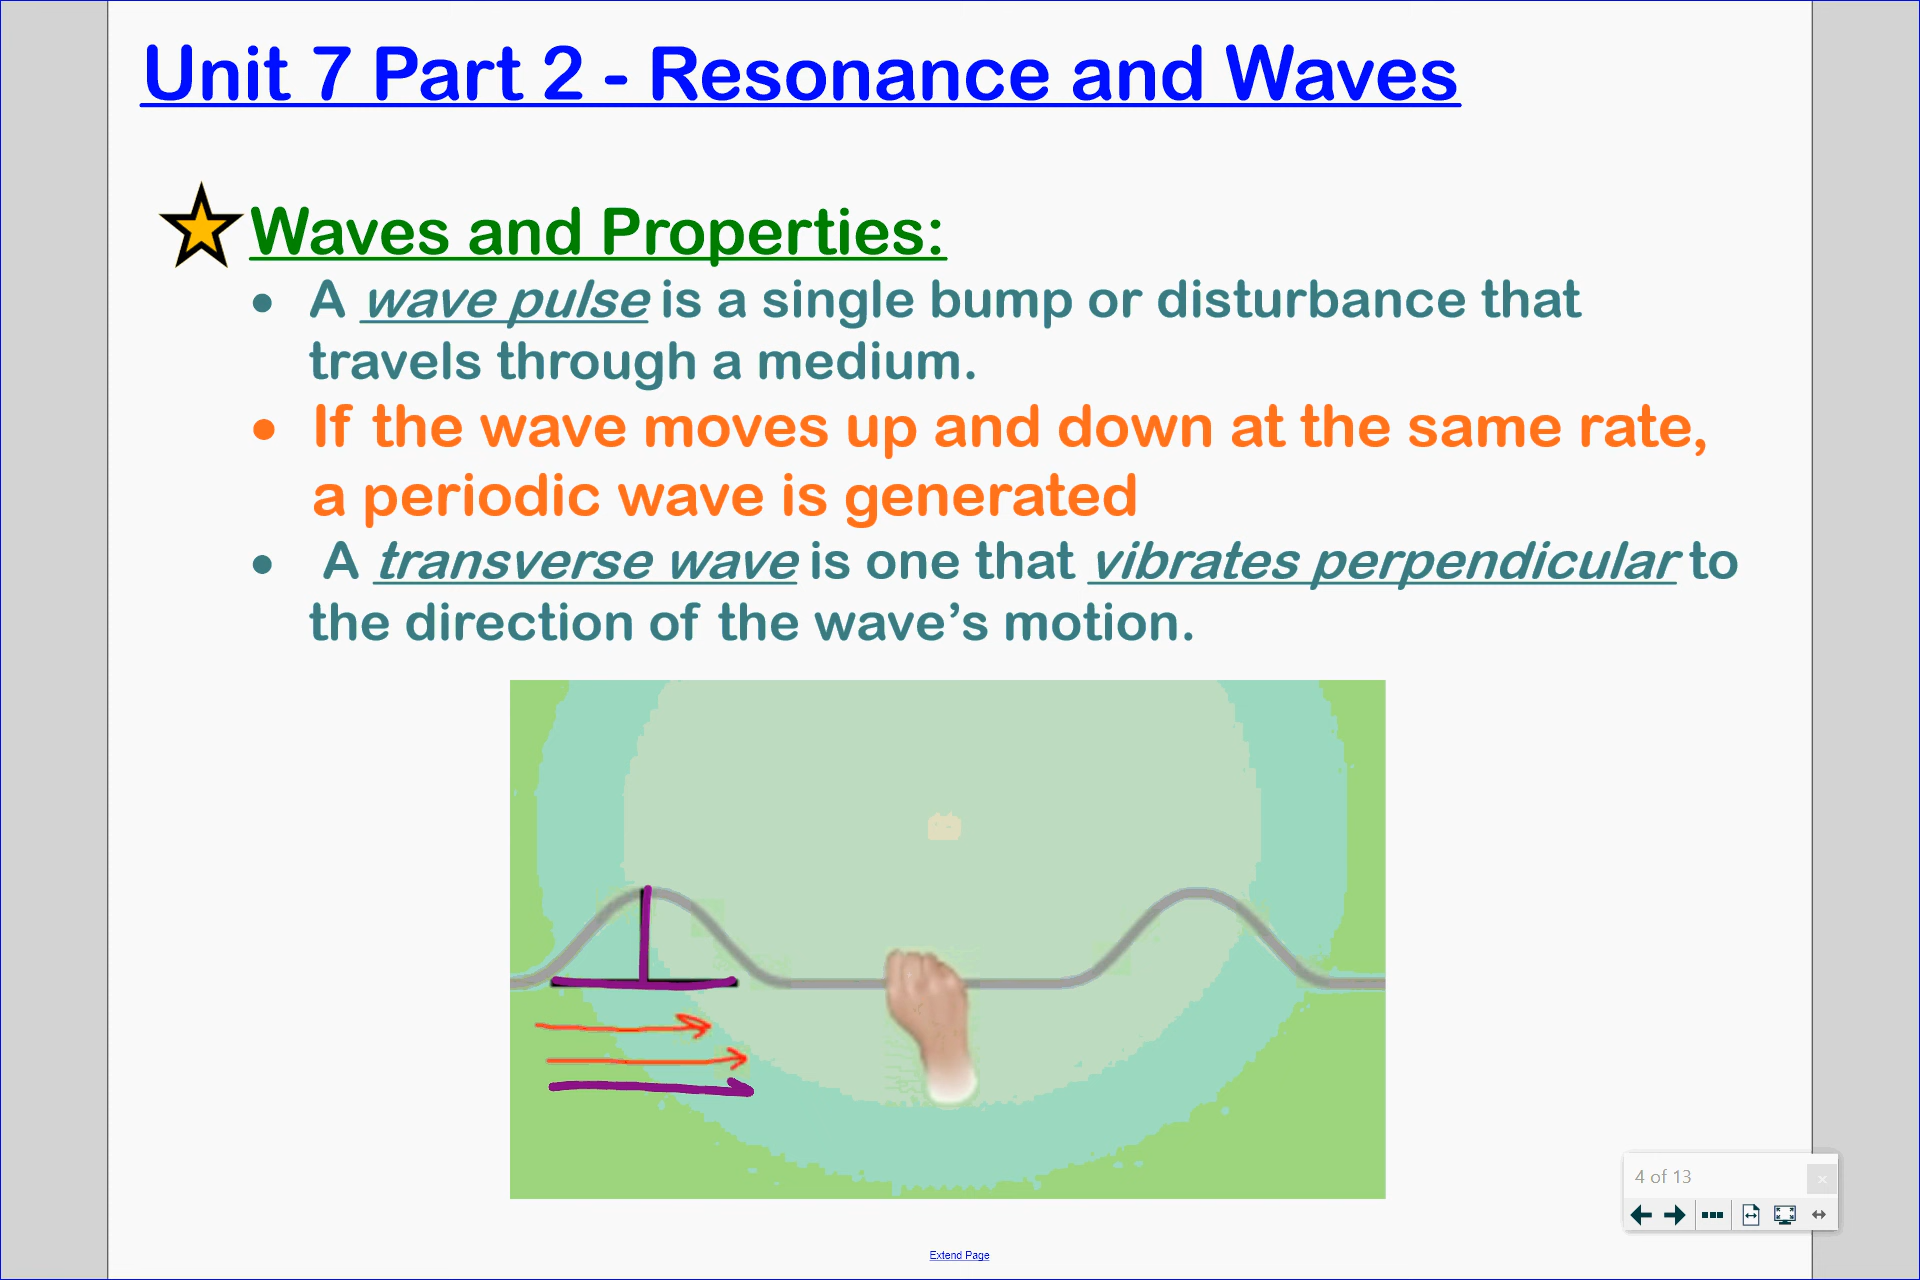 Unit 7 Part 2 - Resonance and Waves
Waves and Properties:
• A wave pulse is a single bump or disturbance that
travels through a medium.
• If the wave moves up and down at the same rate,
a periodic wave is generated
• A transverse wave is one that vibrates perpendicular to
the direction of the wave’s motion.
4 of 13
Extend Page